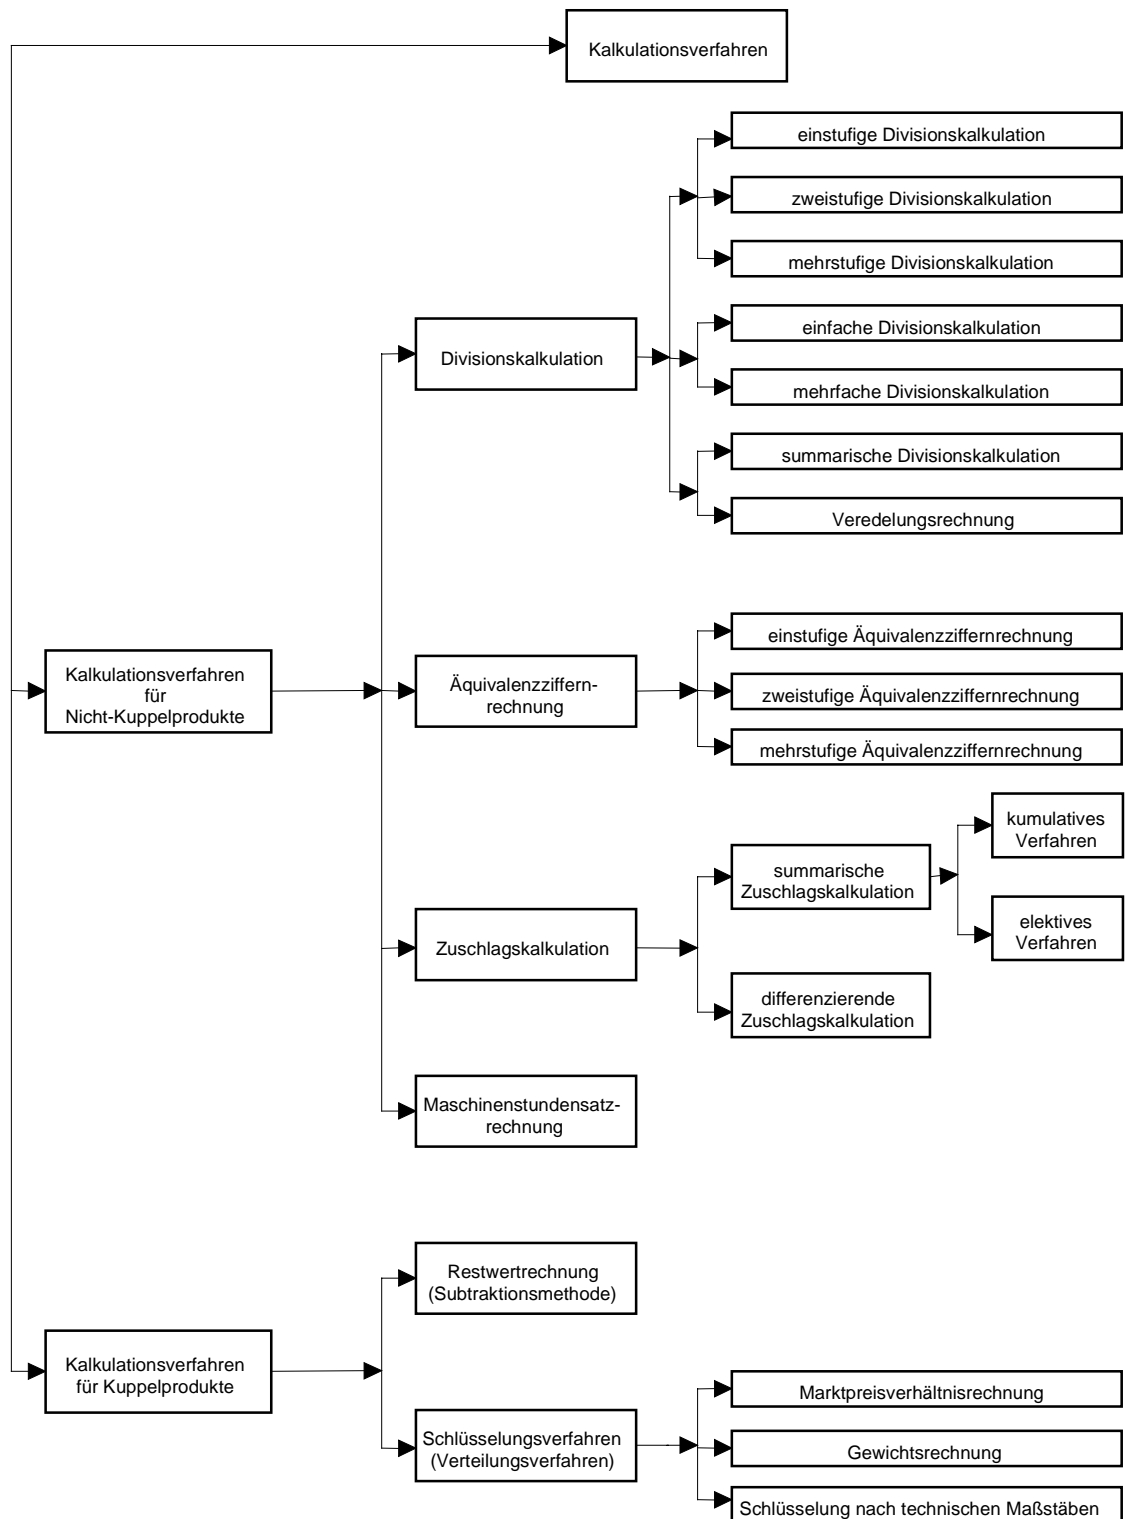 Kalkulationsverfahren
einstufige Divisionskalkulation
zweistufige Divisionskalkulation
mehrstufige Divisionskalkulation
einfache Divisionskalkulation
Divisionskalkulation
mehrfache Divisionskalkulation
summarische Divisionskalkulation
Veredelungsrechnung
einstufige Äquivalenzziffernrechnung
Kalkulationsverfahren
für
Nicht-Kuppelprodukte
Äquivalenzziffern-
rechnung
zweistufige Äquivalenzziffernrechnung
mehrstufige Äquivalenzziffernrechnung
kumulatives
Verfahren
summarische
Zuschlagskalkulation
elektives
Verfahren
Zuschlagskalkulation
differenzierende
Zuschlagskalkulation
Maschinenstundensatz-
rechnung
Restwertrechnung
(Subtraktionsmethode)
Kalkulationsverfahren
für Kuppelprodukte
Marktpreisverhältnisrechnung
Schlüsselungsverfahren
(Verteilungsverfahren)
Gewichtsrechnung
Schlüsselung nach technischen Maßstäben